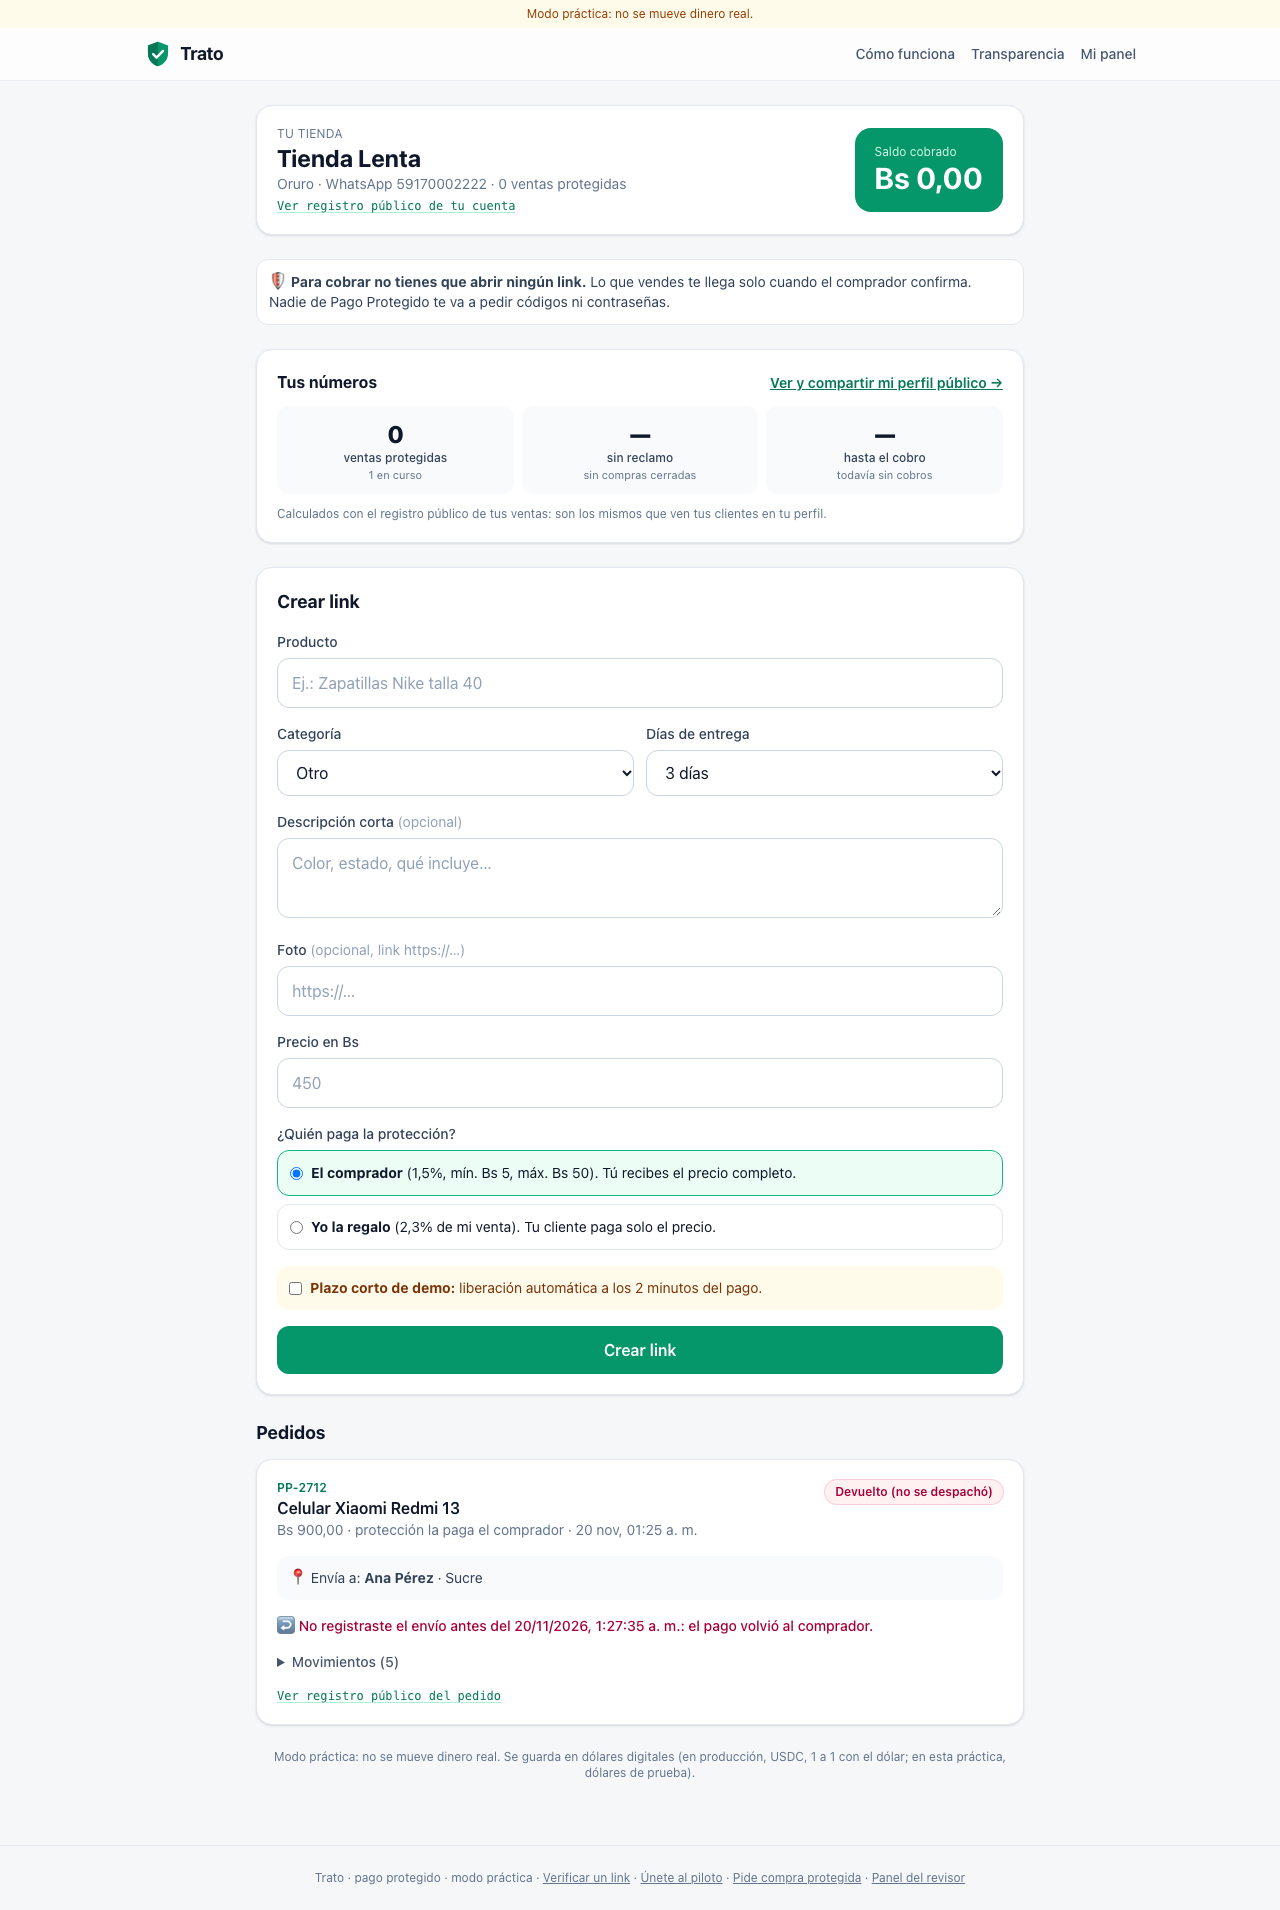 Modo práctica: no se mueve dinero real.
Trato
Cómo funciona Transparencia Mi panel
TU TIENDA
Tienda Lenta
Oruro · WhatsApp 59170002222 · 0 ventas protegidas
Ver registro público de tu cuenta
Saldo cobrado
Bs 0,00
Para cobrar no tienes que abrir ningún link. Lo que vendes te llega solo cuando el comprador confirma.
Nadie de Pago Protegido te va a pedir códigos ni contraseñas.
Tus números
Ver y compartir mi perfil público →
0
ventas protegidas
1 en curso
—
sin reclamo
sin compras cerradas
—
hasta el cobro
todavía sin cobros
Calculados con el registro público de tus ventas: son los mismos que ven tus clientes en tu perfil.
Crear link
Producto
Ej.: Zapatillas Nike talla 40
Categoría
Otro
Días de entrega
3 días
Descripción corta (opcional)
Color, estado, qué incluye...
Foto (opcional, link https://...)
https://...
Precio en Bs
450
¿Quién paga la protección?
El comprador (1,5%, mín. Bs 5, máx. Bs 50). Tú recibes el precio completo.
Yo la regalo (2,3% de mi venta). Tu cliente paga solo el precio.
Plazo corto de demo: liberación automática a los 2 minutos del pago.
Crear link
Pedidos
PP-2712
Devuelto (no se despachó)
Celular Xiaomi Redmi 13
Bs 900,00 · protección la paga el comprador · 20 nov, 01:25 a. m.
Envía a: Ana Pérez · Sucre
No registraste el envío antes del 20/11/2026, 1:27:35 a. m.: el pago volvió al comprador.
Movimientos (5)
Ver registro público del pedido
Modo práctica: no se mueve dinero real. Se guarda en dólares digitales (en producción, USDC, 1 a 1 con el dólar; en esta práctica,
dólares de prueba).
Trato · pago protegido · modo práctica · Verificar un link · Únete al piloto · Pide compra protegida · Panel del revisor